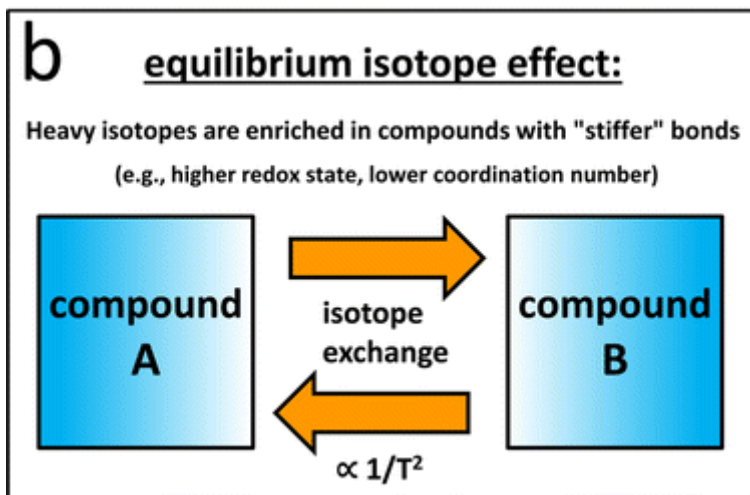 b
equilibrium isotope effect:
Heavy isotopes are enriched in compounds with "stiffer" bonds
(e.g., higher redox state, lower coordination number)
compound
A
isotope
exchange
compound
B
∝ 1/T²